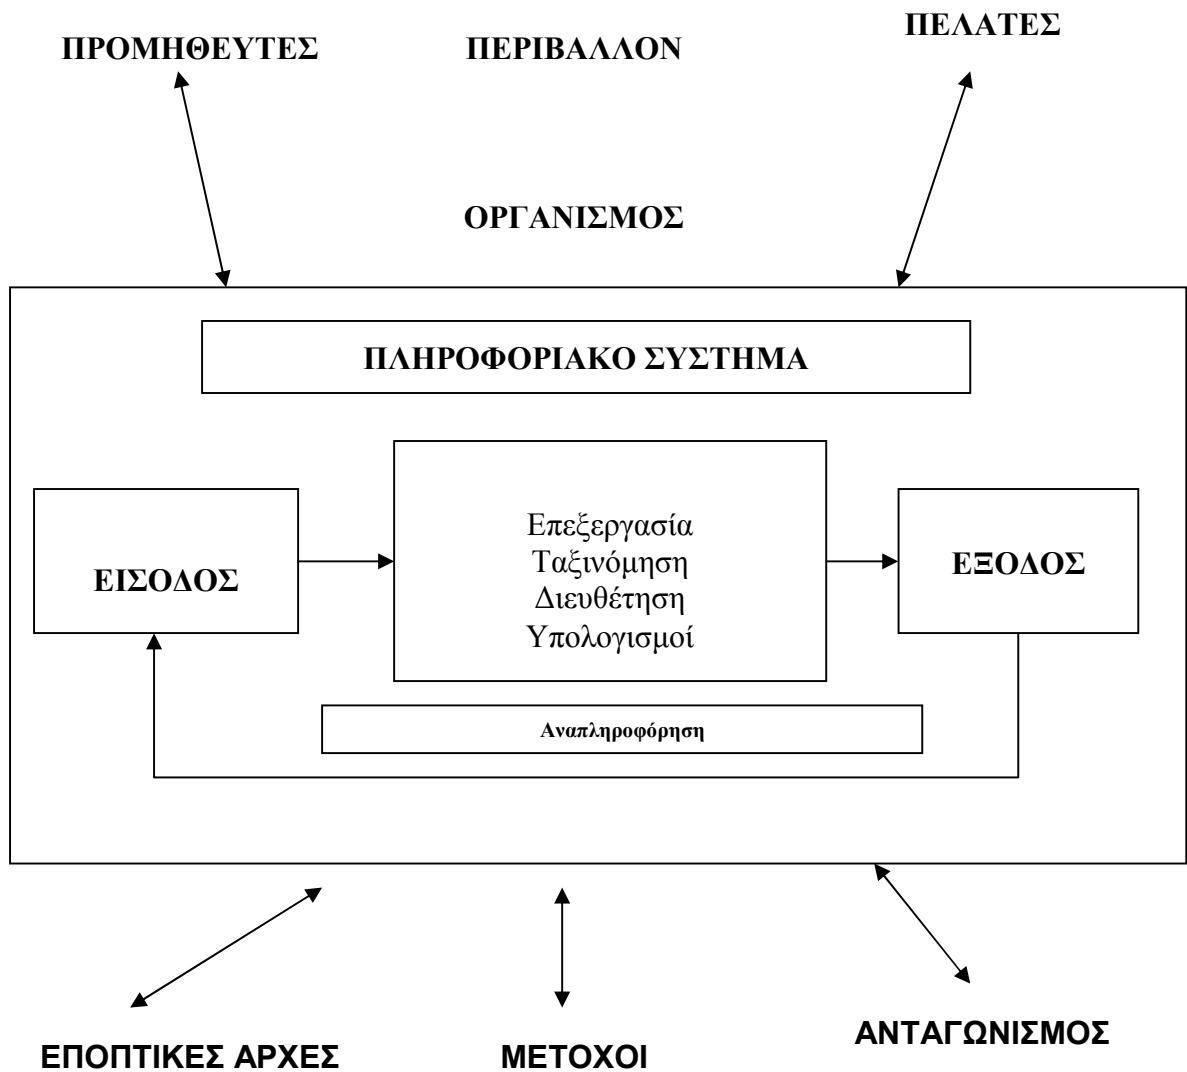 ΠΡΟΜΗΘΕΥΤΕΣ
ΠΕΡΙΒΑΛΛΟΝ
ΠΕΛΑΤΕΣ
ΟΡΓΑΝΙΣΜΟΣ
ΠΛΗΡΟΦΟΡΙΑΚΟ ΣΥΣΤΗΜΑ
ΕΙΣΟΔΟΣ
Επεξεργασία
Ταξινόμηση
Διευθέτηση
Υπολογισμοί
ΕΞΟΔΟΣ
Αναπληροφόρηση
ΕΠΟΠΤΙΚΕΣ ΑΡΧΕΣ
ΜΕΤΟΧΟΙ
ΑΝΤΑΓΩΝΙΣΜΟΣ